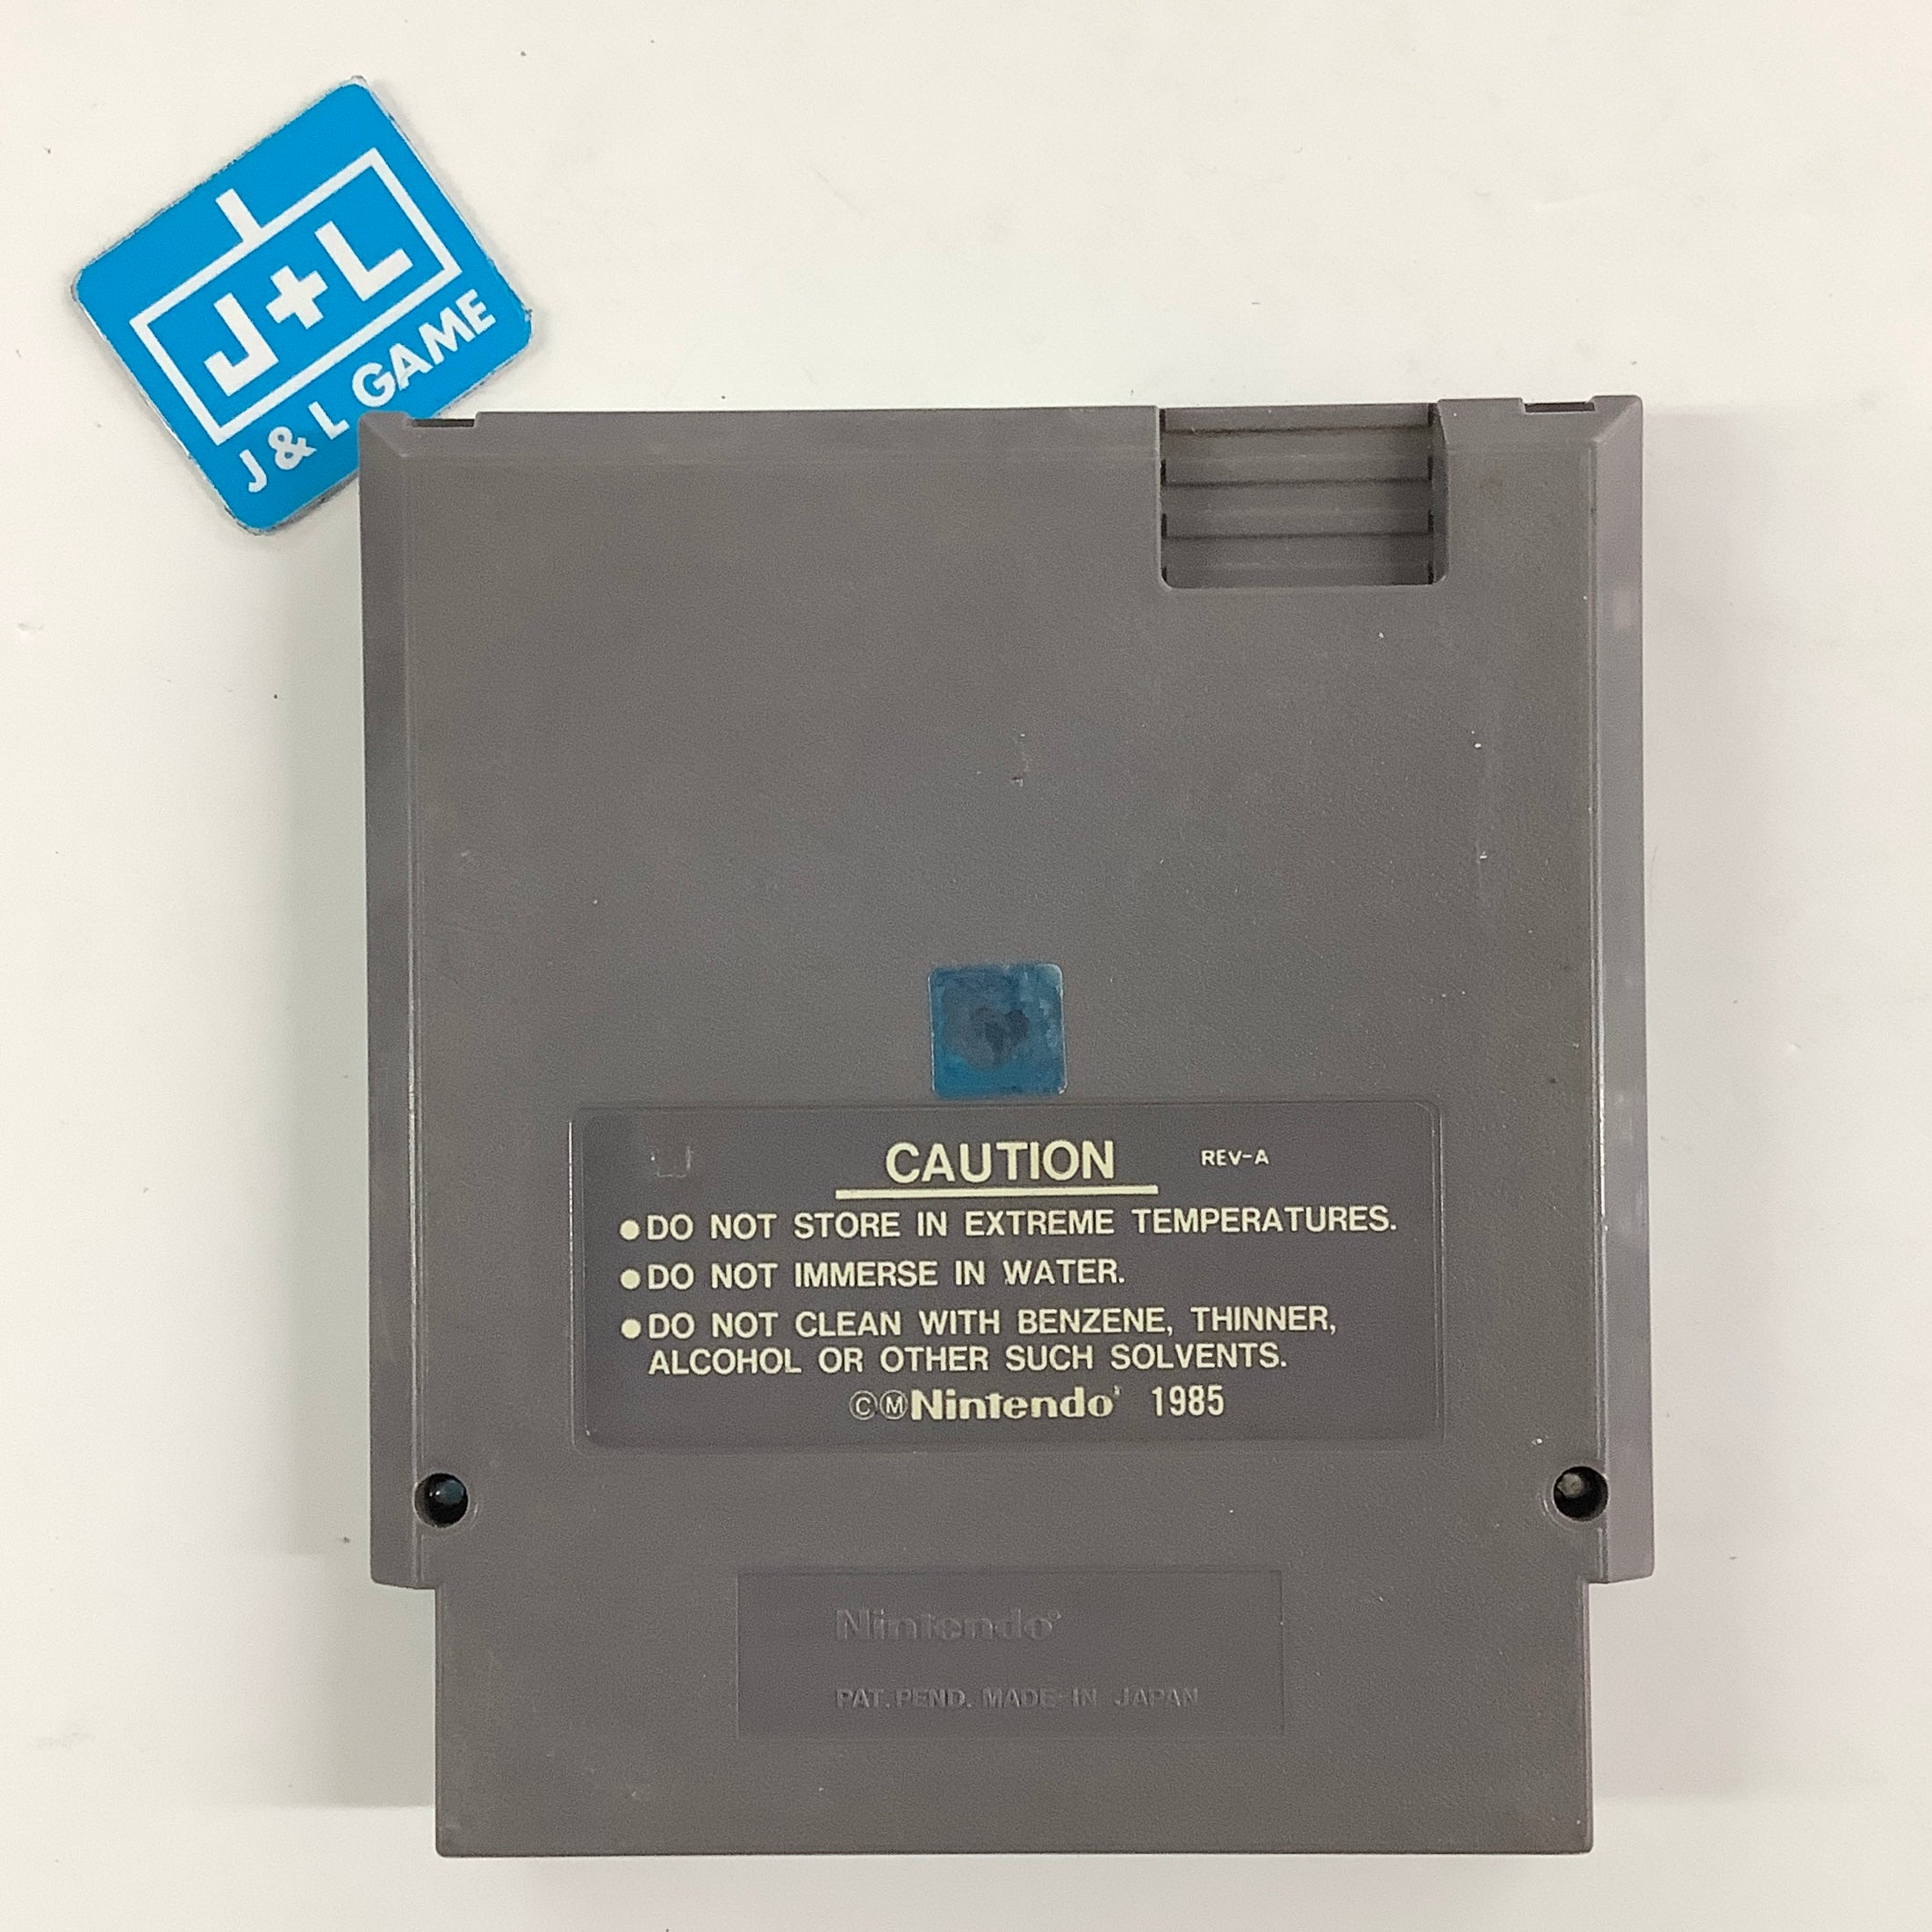 J+L
J & L GAME
CAUTION REV-A
●DO NOT STORE IN EXTREME TEMPERATURES.
●DO NOT IMMERSE IN WATER.
●DO NOT CLEAN WITH BENZENE, THINNER,
ALCOHOL OR OTHER SUCH SOLVENTS.
©ⓂNintendo® 1985
Nintendo®
PAT. PEND. MADE IN JAPAN